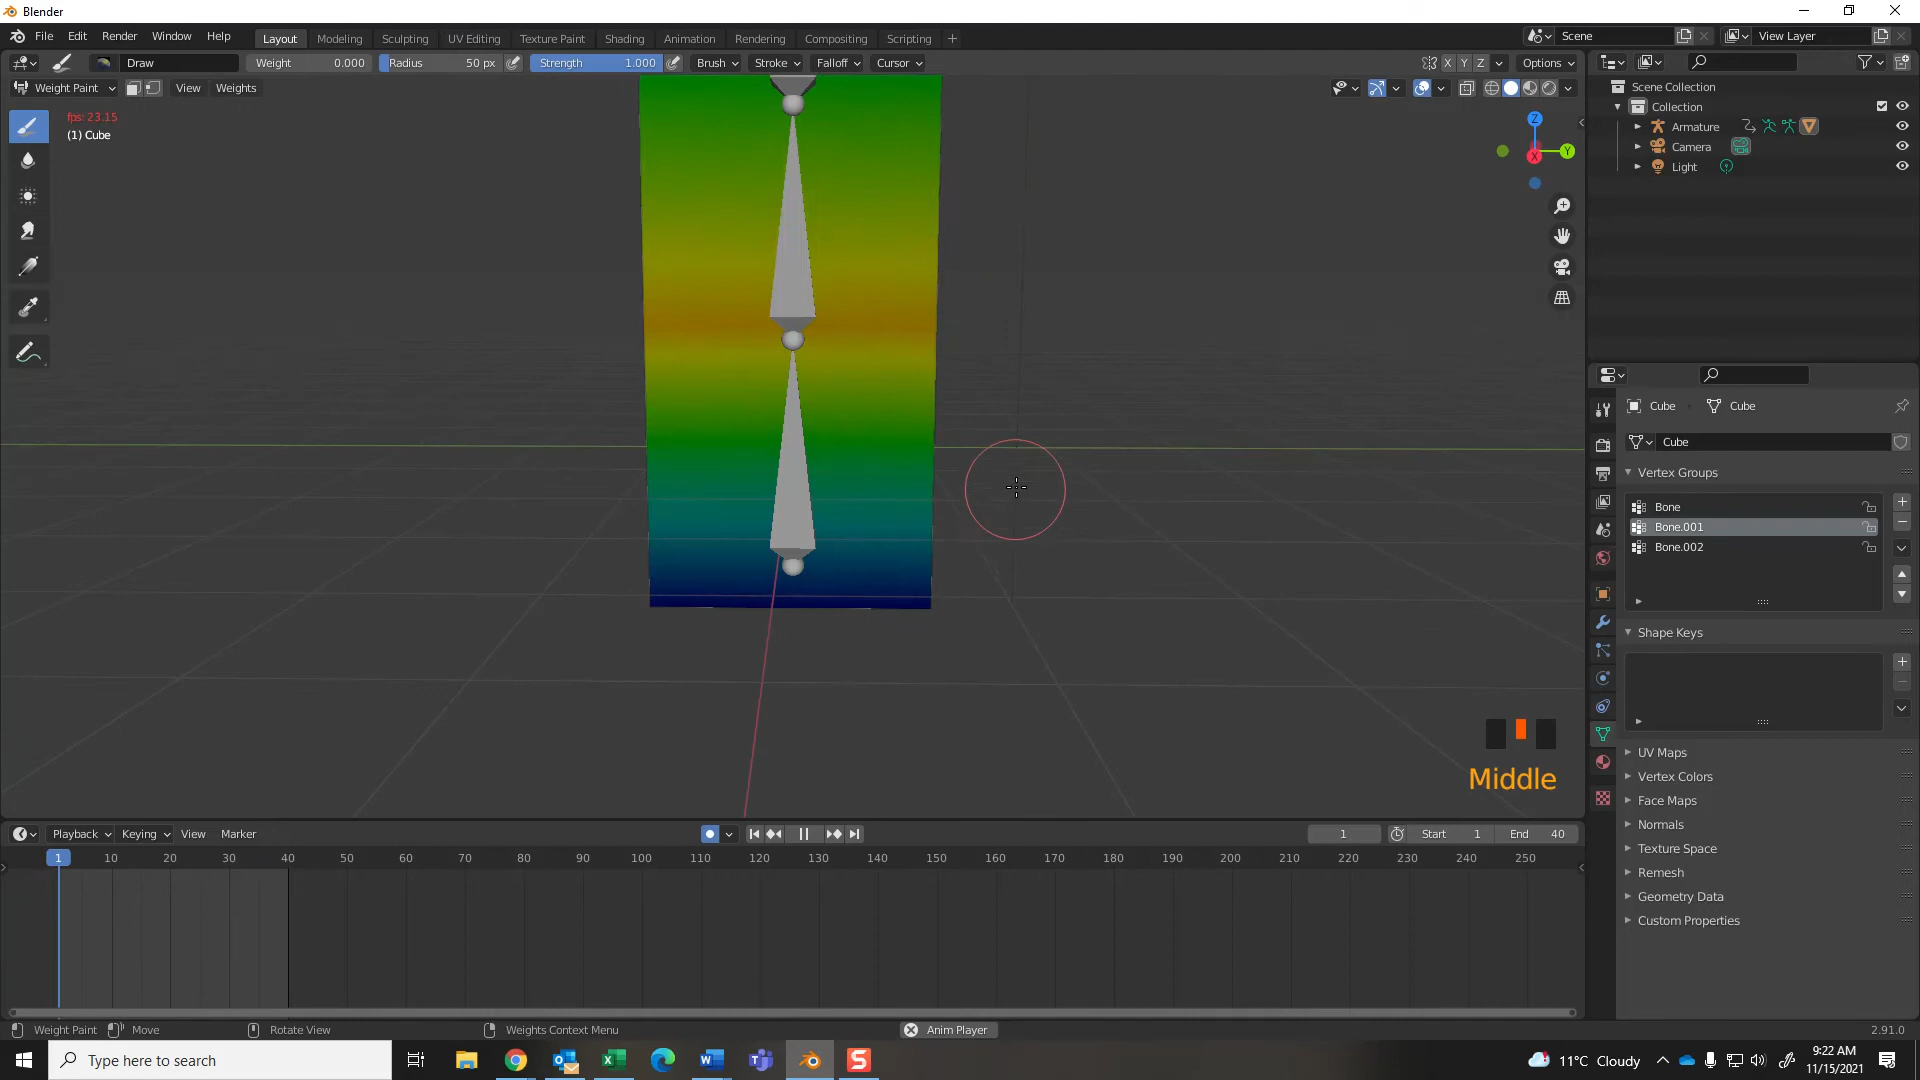 Blender
File Edit Render Window Help
Layout Modeling Sculpting UV Editing Texture Paint Shading Animation Rendering Compositing Scripting +
Scene
View Layer
Draw
Weight 0.000
Radius 50 px
Strength 1.000
Brush Stroke Falloff Cursor
X Y Z
Options
Weight Paint View Weights
fps: 23.15
(1) Cube
Z
Y
X
Scene Collection
Collection
Armature
Camera
Light
Cube Cube
Cube
Vertex Groups
Bone
Bone.001
Bone.002
Shape Keys
UV Maps
Vertex Colors
Face Maps
Normals
Texture Space
Remesh
Geometry Data
Custom Properties
Middle
Playback Keying View Marker
1
Start 1
End 40
1 10 20 30 40 50 60 70 80 90 100 110 120 130 140 150 160 170 180 190 200 210 220 230 240 250
Weight Paint Move Rotate View Weights Context Menu Anim Player 2.91.0
Type here to search
11°C Cloudy
9:22 AM
11/15/2021